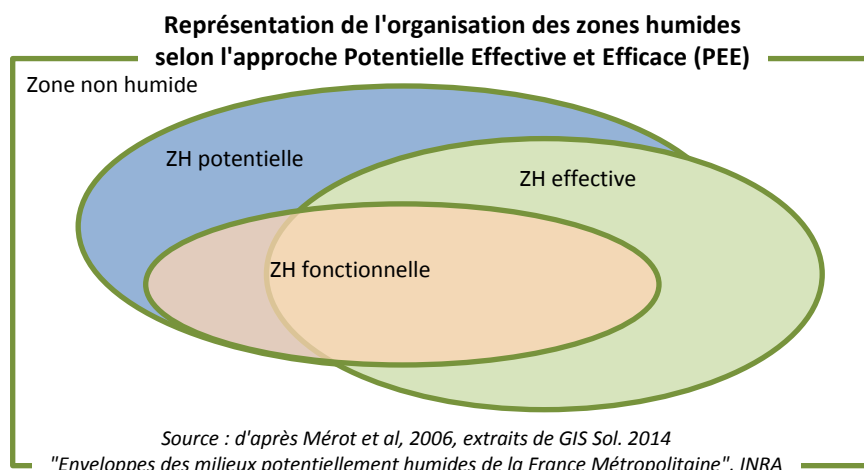 Représentation de l'organisation des zones humides
selon l'approche Potentielle Effective et Efficace (PEE)
Zone non humide
ZH potentielle
ZH effective
ZH fonctionnelle
Source : d'après Mérot et al, 2006, extraits de GIS Sol. 2014
"Enveloppes des milieux potentiellement humides de la France Métropolitaine". INRA